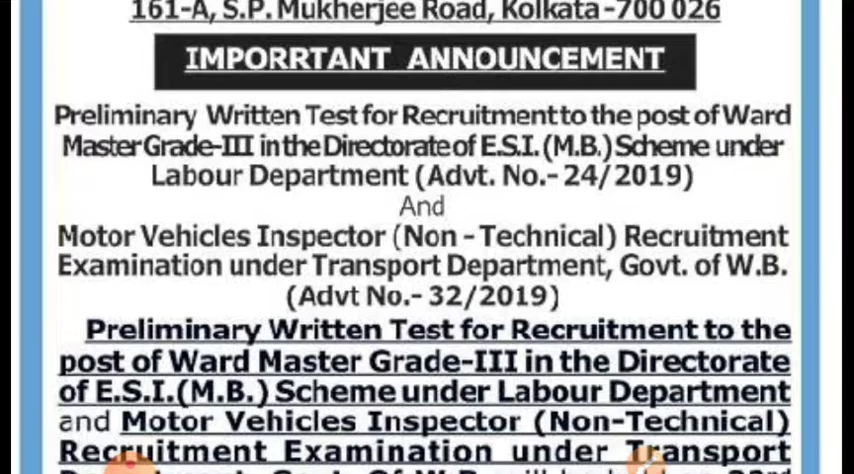 161-A, S.P. Mukherjee Road, Kolkata-700 026
IMPORRTANT ANNOUNCEMENT
Preliminary Written Test for Recruitment to the post of Ward
Master Grade-III in the Directorate of E.S.I. (M.B.) Scheme under
Labour Department (Advt. No.- 24/2019)
And
Motor Vehicles Inspector (Non - Technical) Recruitment
Examination under Transport Department, Govt. of W.B.
(Advt No.- 32/2019)
Preliminary Written Test for Recruitment to the
post of Ward Master Grade-III in the Directorate
of E.S.I.(M.B.) Scheme under Labour Department
and Motor Vehicles Inspector (Non-Technical)
Recruitment Examination under Transport